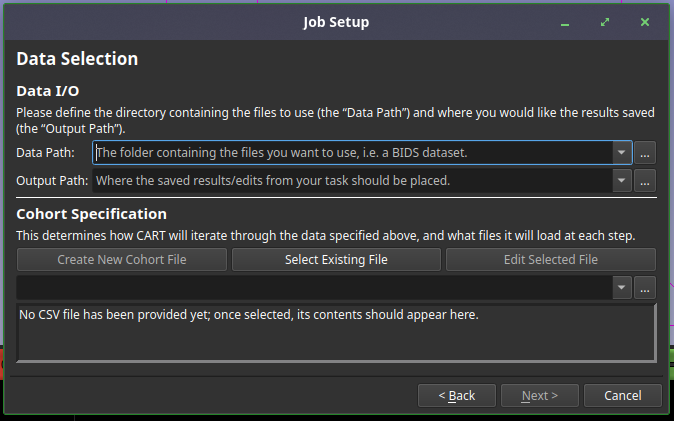 Job Setup
Data Selection
Data I/O
Please define the directory containing the files to use (the “Data Path”) and where you would like the results saved
(the “Output Path”).
Data Path: The folder containing the files you want to use, i.e. a BIDS dataset. ...
Output Path: Where the saved results/edits from your task should be placed. ...
Cohort Specification
This determines how CART will iterate through the data specified above, and what files it will load at each step.
Create New Cohort File Select Existing File Edit Selected File
...
No CSV file has been provided yet; once selected, its contents should appear here.
< Back Next > Cancel